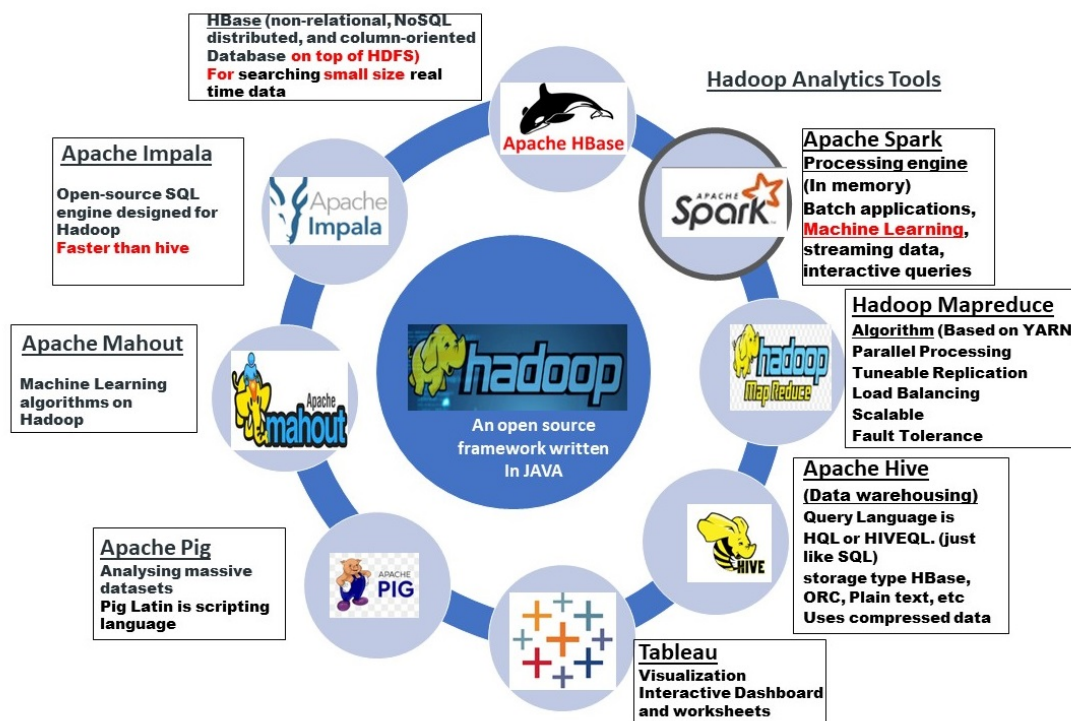 HBase (non-relational, NoSQL
distributed, and column-oriented
Database on top of HDFS)
For searching small size real
time data
Hadoop Analytics Tools
Apache HBase
Apache Impala
Open-source SQL
engine designed for
Hadoop
Faster than hive
Apache
Impala
APACHE
Spark
Apache Spark
Processing engine
(In memory)
Batch applications,
Machine Learning,
streaming data,
interactive queries
Apache Mahout
Machine Learning
algorithms on
Hadoop
Apache
mahout
hadoop
An open source
framework written
In JAVA
hadoop
Map Reduce
Hadoop Mapreduce
Algorithm (Based on YARN
Parallel Processing
Tuneable Replication
Load Balancing
Scalable
Fault Tolerance
Apache Pig
Analysing massive
datasets
Pig Latin is scripting
language
APACHE
PIG
HIVE
Apache Hive
(Data warehousing)
Query Language is
HQL or HIVEQL. (just
like SQL)
storage type HBase,
ORC, Plain text, etc
Uses compressed data
Tableau
Visualization
Interactive Dashboard
and worksheets